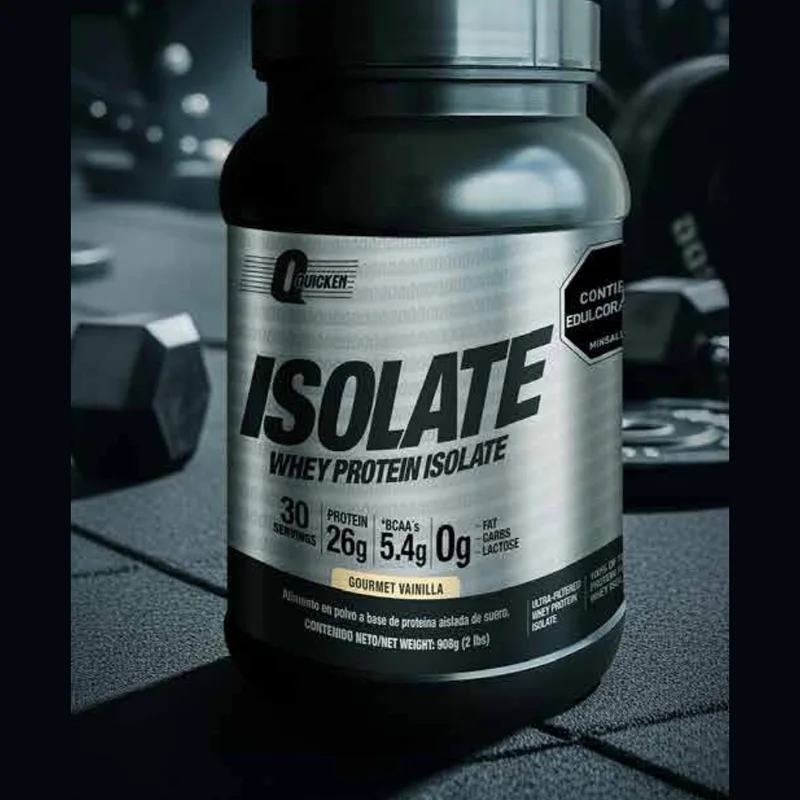 QUICKEN
CONTIE
EDULCORA
MINSAL
ISOLATE
WHEY PROTEIN ISOLATE
30 SERVINGS
PROTEIN 26g
*BCAA's 5.4g
0g FAT CARBS LACTOSE
GOURMET VAINILLA
Alimento en polvo a base de proteína aislada de suero.
CONTENIDO NETO/NET WEIGHT: 908g (2 lbs)
ULTRA-FILTERED
WHEY PROTEIN
ISOLATE